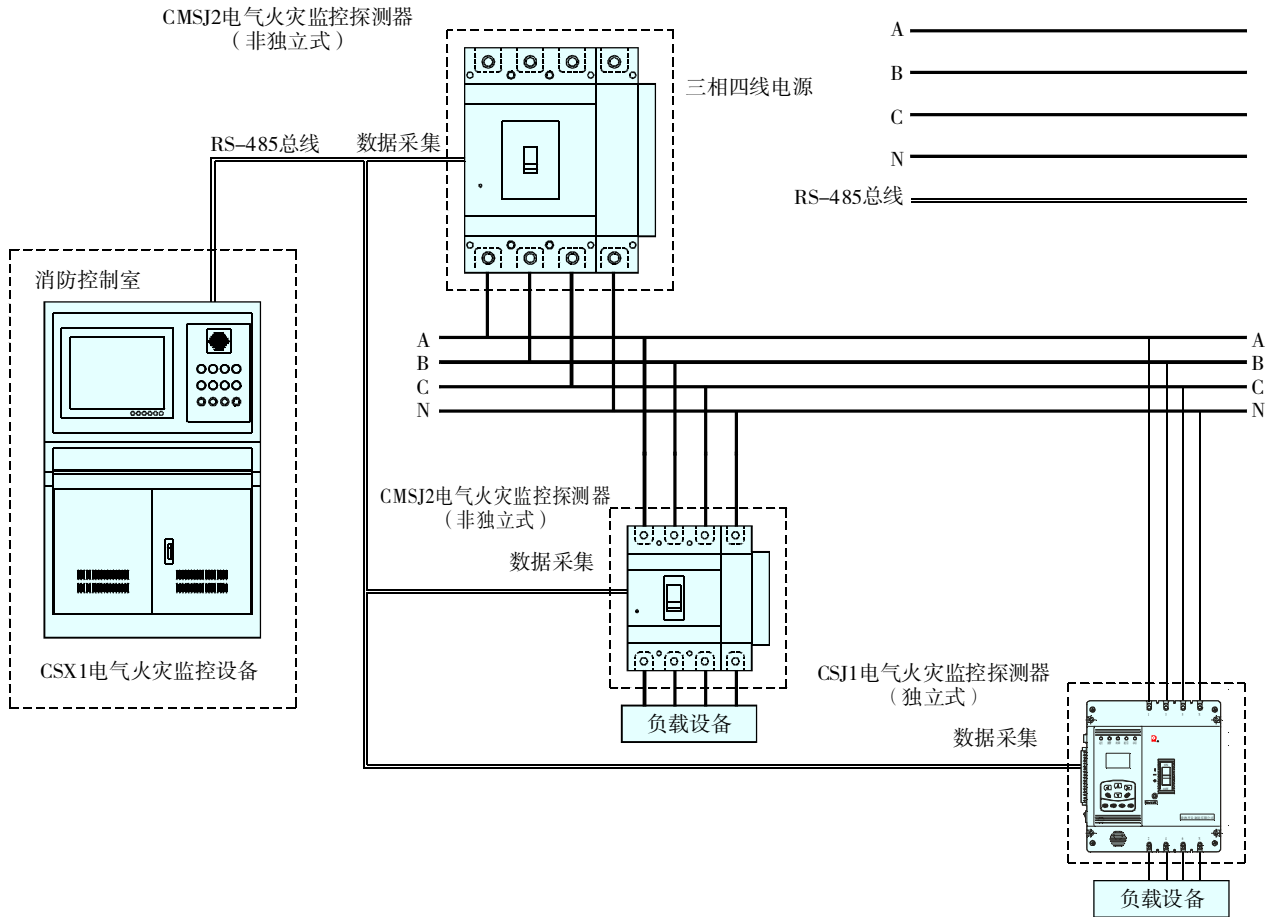 CMSJ2电气火灾监控探测器
（非独立式）
三相四线电源
A
B
C
N
RS-485总线
RS-485总线
数据采集
消防控制室
A
B
C
N
A
B
C
N
CMSJ2电气火灾监控探测器
（非独立式）
数据采集
负载设备
CSX1电气火灾监控设备
CSJ1电气火灾监控探测器
（独立式）
数据采集
负载设备